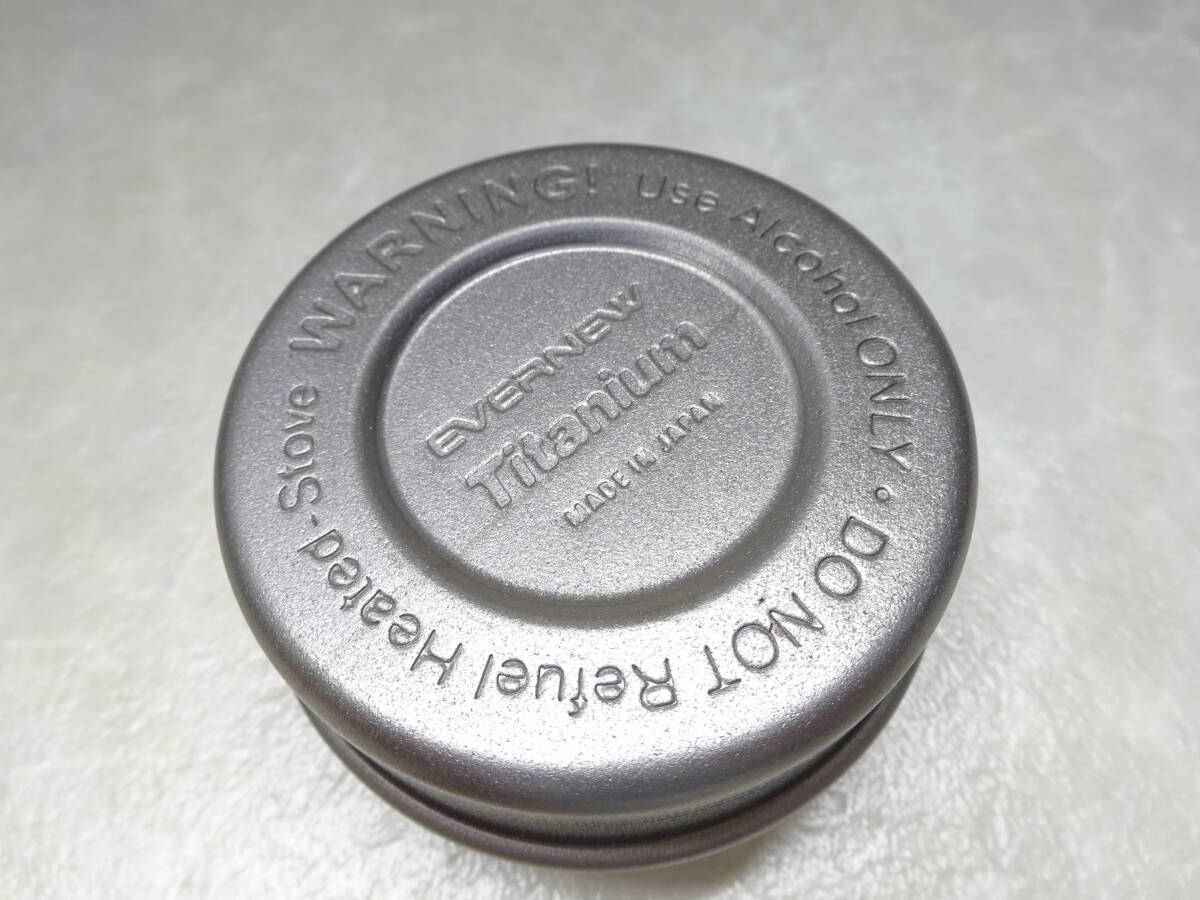 WARNING! Use Alcohol ONLY • DO NOT Refuel Heated-Stove
EVERNEW
Titanium
MADE IN JAPAN